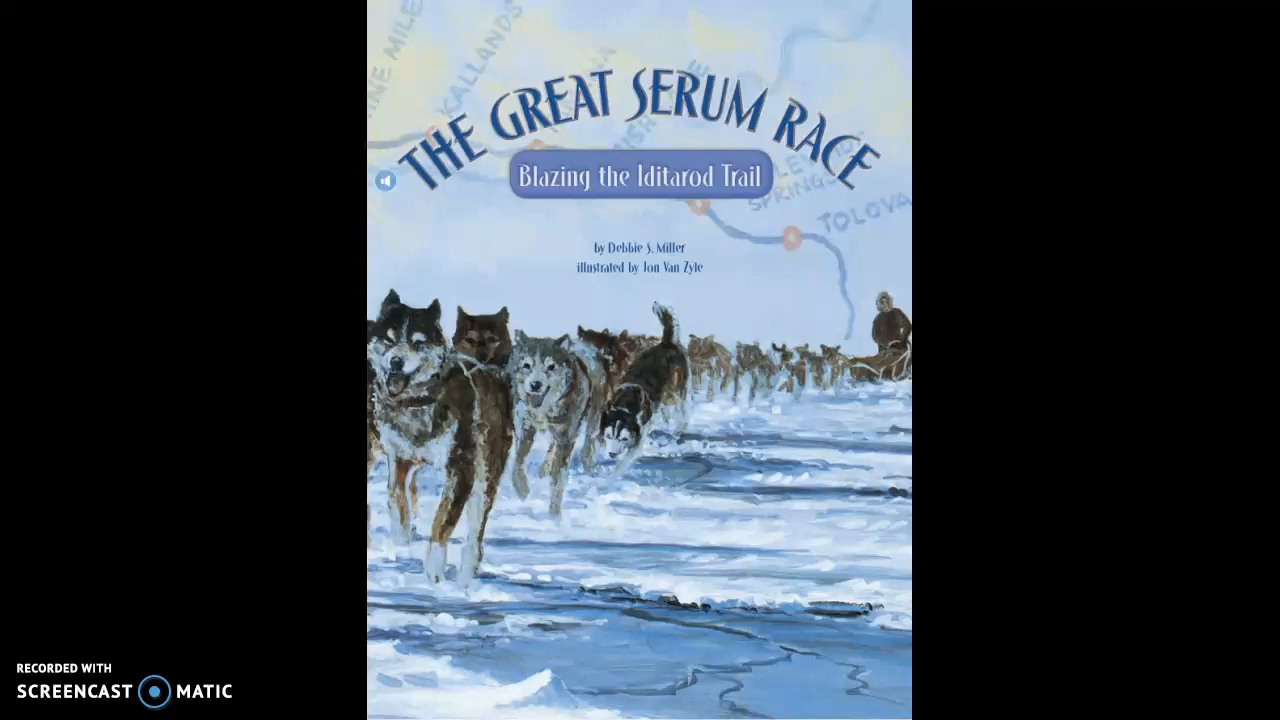 KALLANDS
THE GREAT SERUM RACE
Blazing the Iditarod Trail
SPRINGS
TOLOVA
by Debbie S. Miller
illustrated by Jon Van Zyle
RECORDED WITH
SCREENCAST MATIC